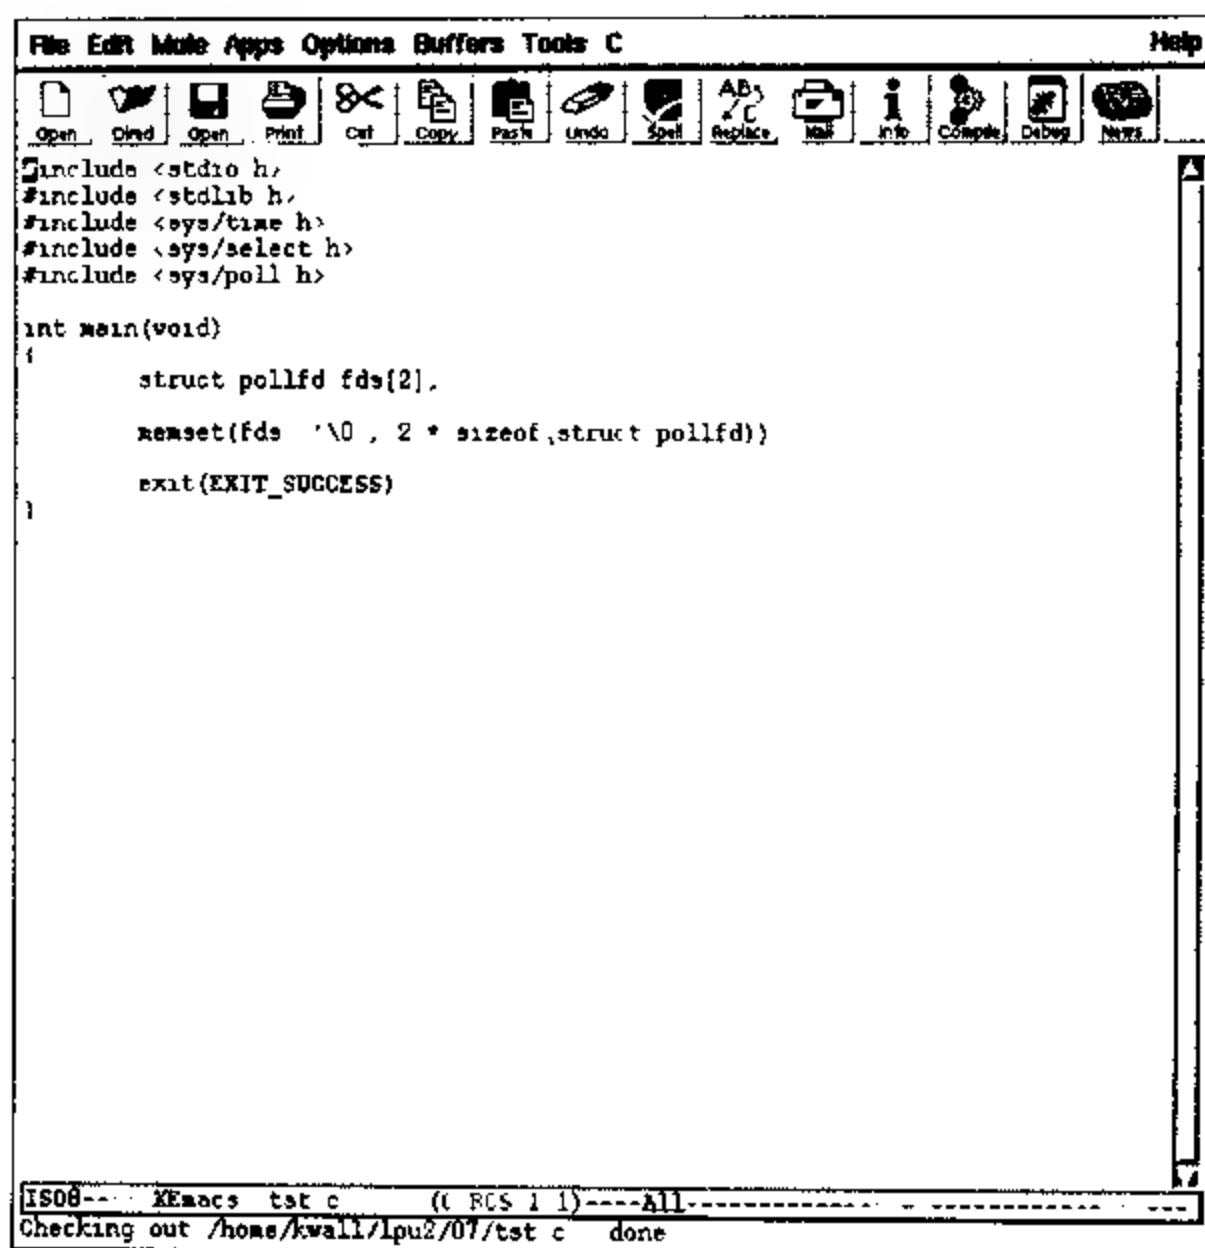 File Edit Mule Apps Options Buffers Tools C Help
Open Dired Open Print Cut Copy Paste Undo Spell Replace Mail Info Compile Debug News
#include <stdio h>
#include <stdlib h>
#include <sys/time h>
#include <sys/select h>
#include <sys/poll h>
int main(void)
{
struct pollfd fds[2],
memset(fds '\0 , 2 * sizeof(struct pollfd))
exit(EXIT_SUCCESS)
}
ISO8-- XEmacs tst c (C RCS 1 1)----All----
Checking out /home/kwall/lpu2/07/tst c done